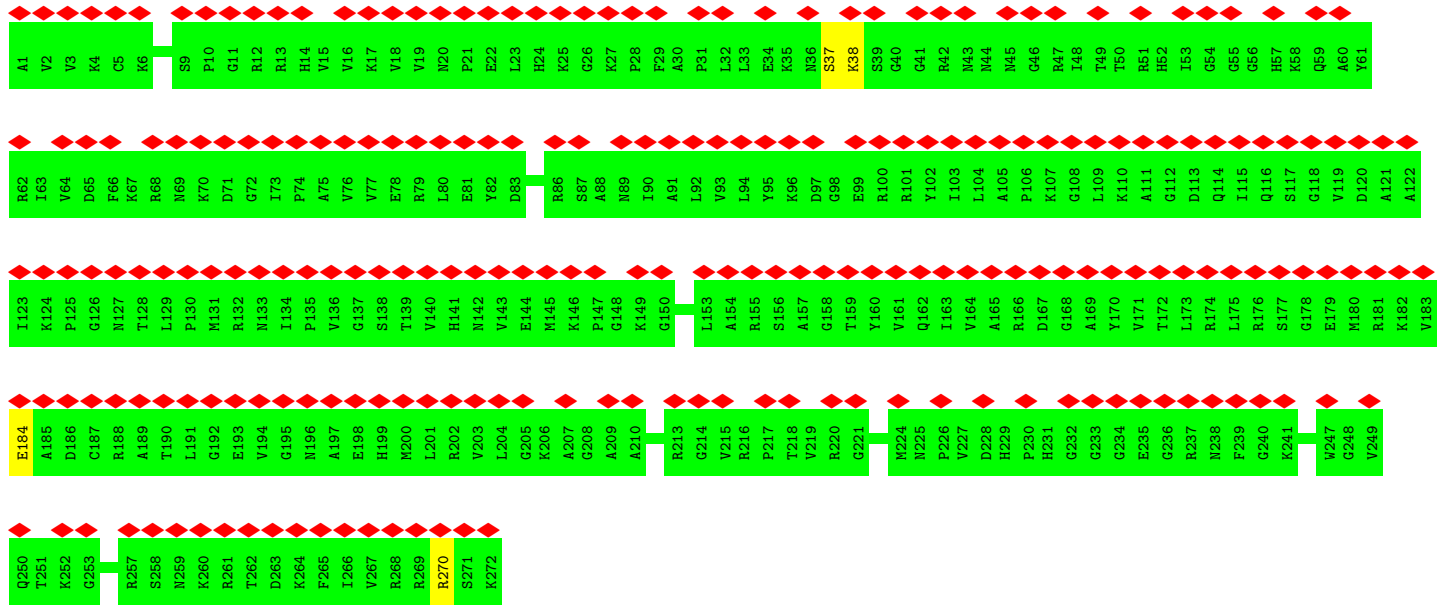 A1 V2 V3 K4 C5 K6 S9 P10 G11 R12 R13 H14 V15 V16 K17 V18 V19 N20 P21 E22 L23 H24 K25 G26 K27 P28 F29 A30 P31 L32 L33 E34 K35 N36 S37 K38 S39 G40 G41 R42 N43 N44 N45 G46 R47 I48 T49 T50 R51 H52 I53 G54 G55 G56 H57 K58 Q59 A60 Y61
R62 I63 V64 D65 F66 K67 R68 N69 K70 D71 G72 I73 P74 A75 V76 V77 E78 R79 L80 E81 Y82 D83 R86 S87 A88 N89 I90 A91 L92 V93 L94 Y95 K96 D97 G98 E99 R100 R101 Y102 I103 L104 A105 P106 K107 G108 L109 K110 A111 G112 D113 Q114 I115 Q116 S117 G118 V119 D120 A121 A122
I123 K124 P125 G126 N127 T128 L129 P130 M131 R132 N133 I134 P135 V136 G137 S138 T139 V140 H141 N142 V143 E144 M145 K146 P147 G148 K149 G150 L153 A154 R155 S156 A157 G158 T159 Y160 V161 Q162 I163 V164 A165 R166 D167 G168 A169 Y170 V171 T172 L173 R174 L175 R176 S177 G178 E179 M180 R181 K182 V183
E184 A185 D186 C187 R188 A189 T190 L191 G192 E193 V194 G195 N196 A197 E198 H199 M200 L201 R202 V203 L204 G205 K206 A207 G208 A209 A210 R213 G214 V215 R216 P217 T218 V219 R220 G221 M224 N225 P226 V227 D228 H229 P230 H231 G232 G233 G234 E235 G236 R237 N238 F239 G240 K241 W247 G248 V249
Q250 T251 K252 G253 R257 S258 N259 K260 R261 T262 D263 K264 F265 I266 V267 R268 R269 R270 S271 K272